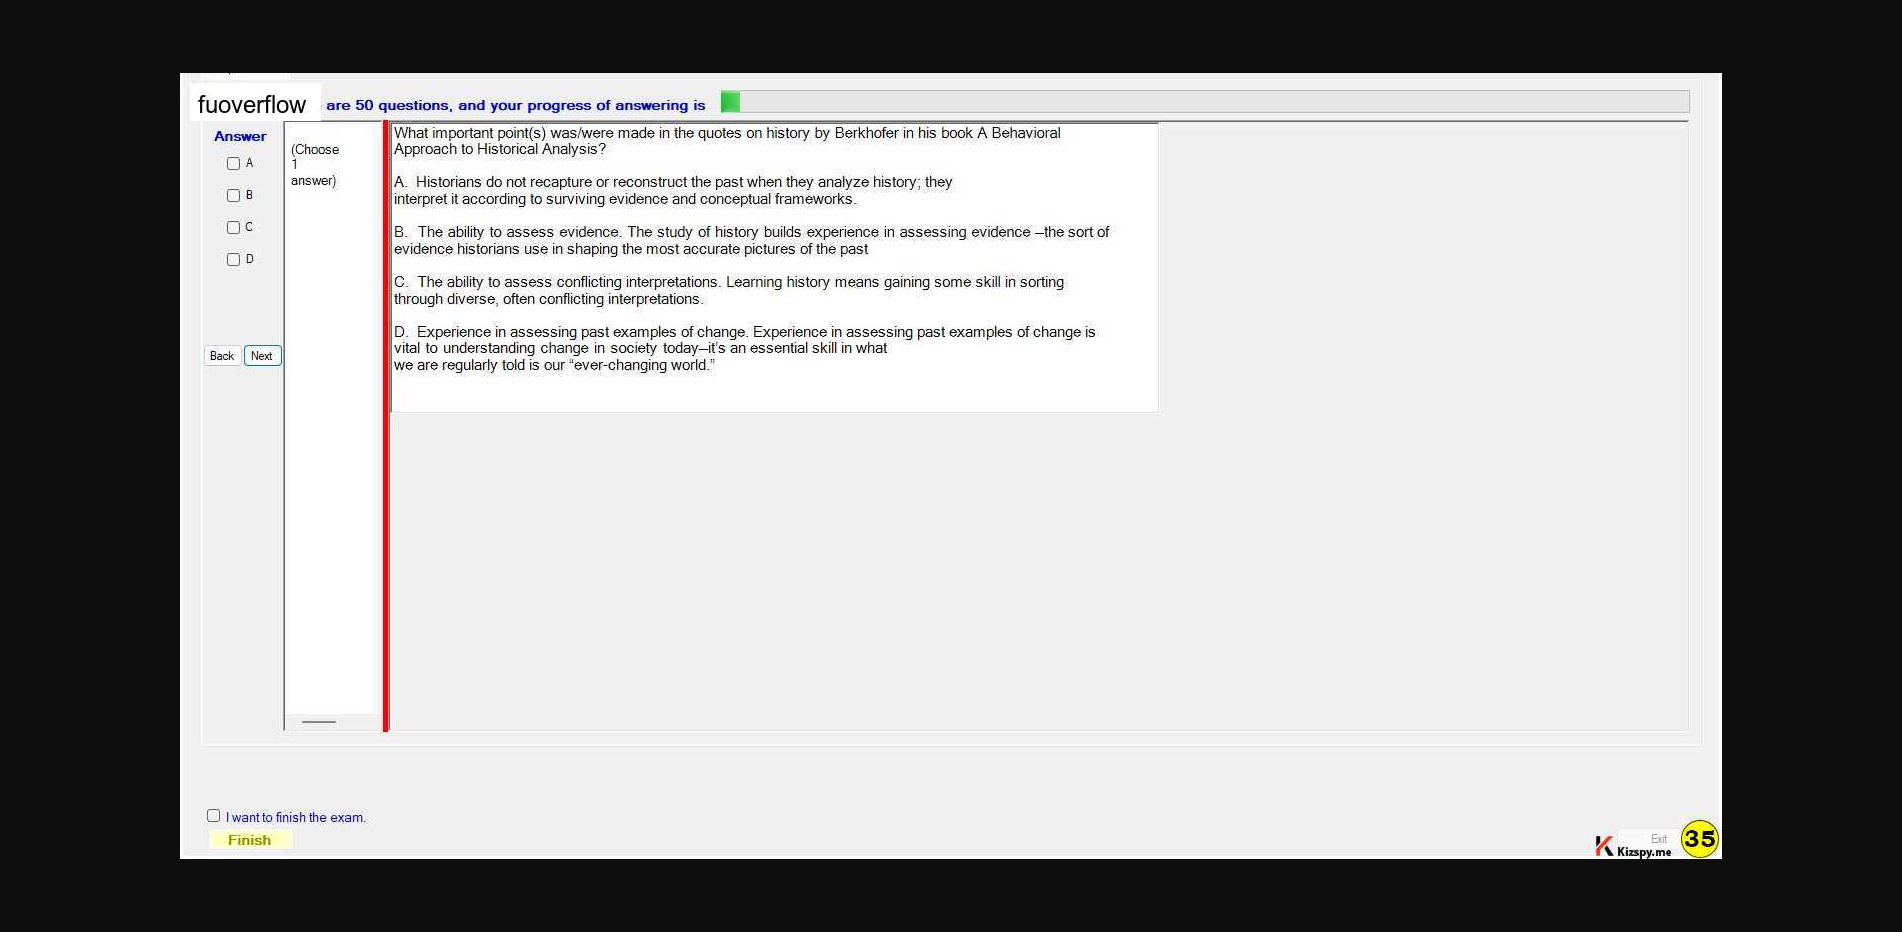 fuoverflow are 50 questions, and your progress of answering is
Answer
A
B
C
D
Back Next
(Choose
1
answer)
What important point(s) was/were made in the quotes on history by Berkhofer in his book A Behavioral
Approach to Historical Analysis?
A.  Historians do not recapture or reconstruct the past when they analyze history; they
interpret it according to surviving evidence and conceptual frameworks.
B.  The ability to assess evidence. The study of history builds experience in assessing evidence –the sort of
evidence historians use in shaping the most accurate pictures of the past
C.  The ability to assess conflicting interpretations. Learning history means gaining some skill in sorting
through diverse, often conflicting interpretations.
D.  Experience in assessing past examples of change. Experience in assessing past examples of change is
vital to understanding change in society today–it's an essential skill in what
we are regularly told is our “ever-changing world.”
I want to finish the exam.
Finish
Exit
Kizspy.me
35